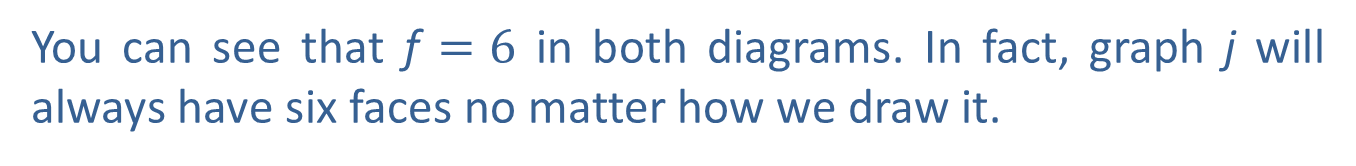 You can see that f = 6 in both diagrams. In fact, graph j will
always have six faces no matter how we draw it.